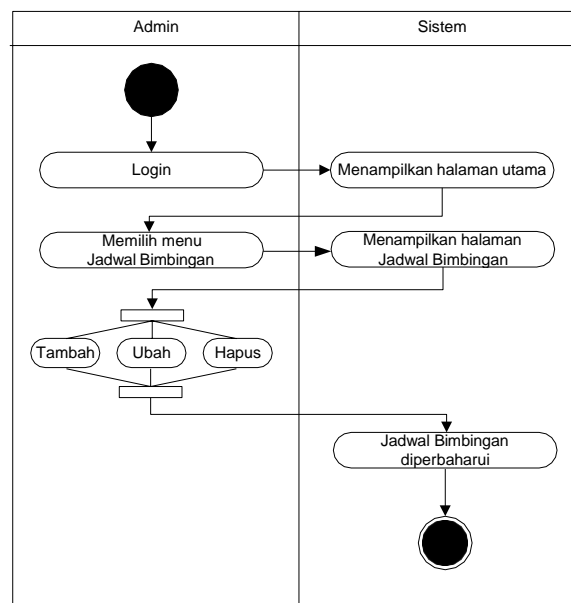 Admin
Sistem
Login
Menampilkan halaman utama
Memilih menu
Jadwal Bimbingan
Menampilkan halaman
Jadwal Bimbingan
Tambah
Ubah
Hapus
Jadwal Bimbingan
diperbaharui